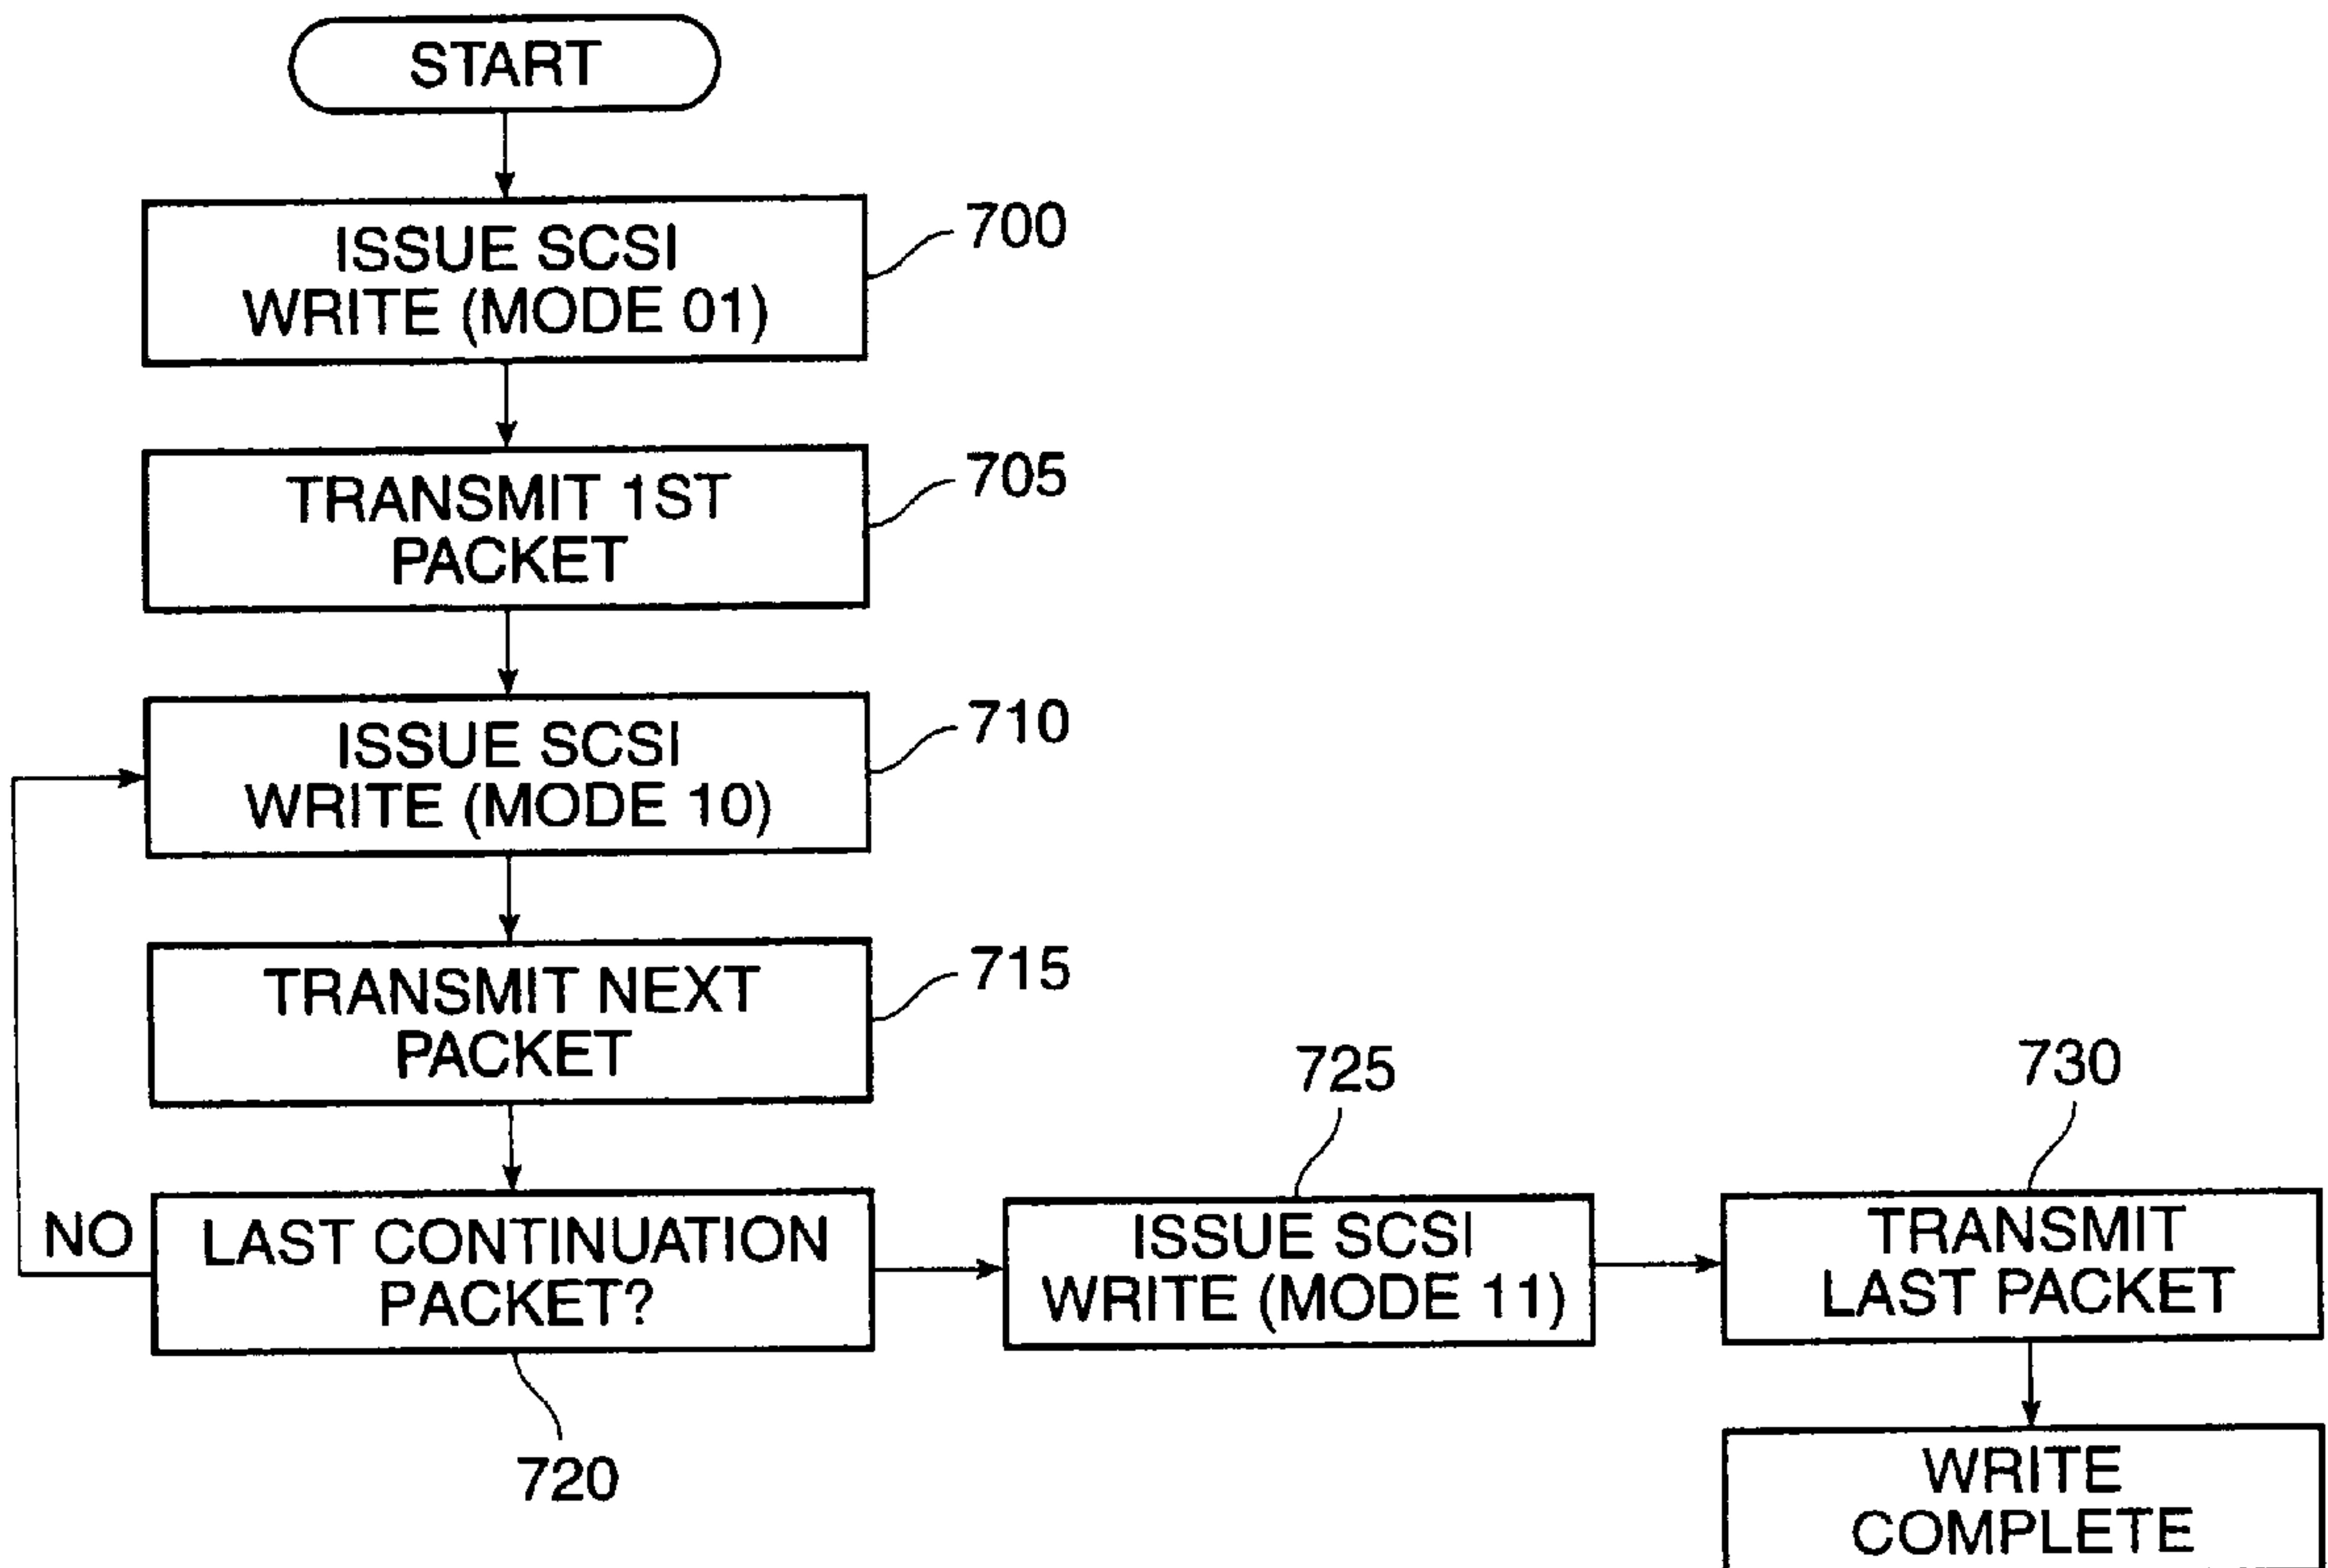 START
ISSUE SCSI
WRITE (MODE 01)
700
TRANSMIT 1ST
PACKET
705
ISSUE SCSI
WRITE (MODE 10)
710
TRANSMIT NEXT
PACKET
715
NO
LAST CONTINUATION
PACKET?
720
725
ISSUE SCSI
WRITE (MODE 11)
730
TRANSMIT
LAST PACKET
WRITE
COMPLETE